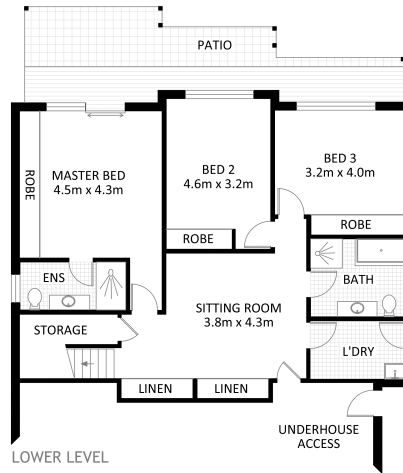 PATIO
ROBE
MASTER BED
4.5m x 4.3m
BED 2
4.6m x 3.2m
BED 3
3.2m x 4.0m
ROBE
ROBE
ENS
BATH
SITTING ROOM
3.8m x 4.3m
STORAGE
L'DRY
LINEN
LINEN
UNDERHOUSE
ACCESS
LOWER LEVEL